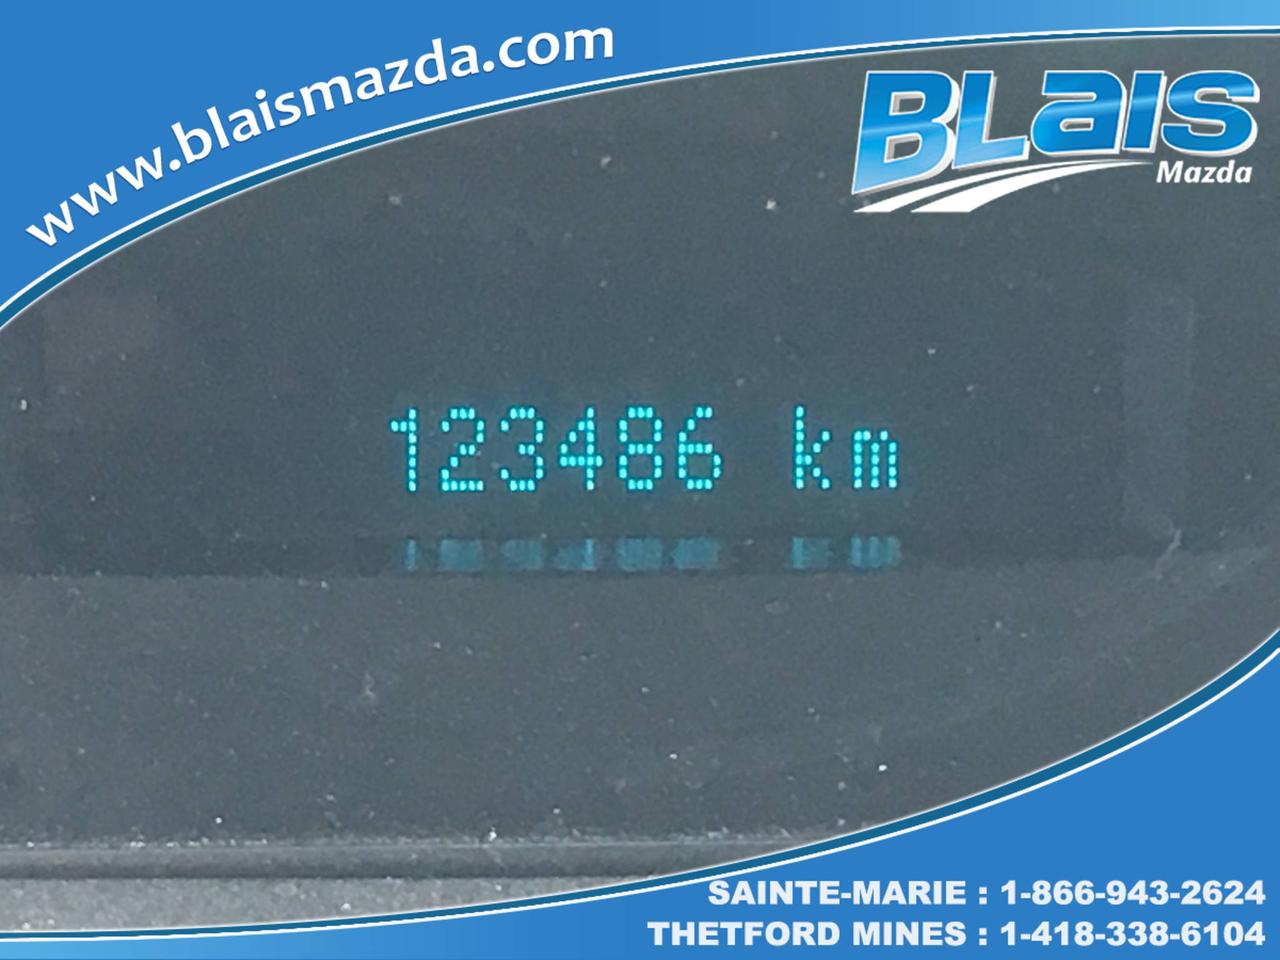 www.blaismazda.com
BLaIS
Mazda
123486 km
SAINTE-MARIE : 1-866-943-2624
THETFORD MINES : 1-418-338-6104